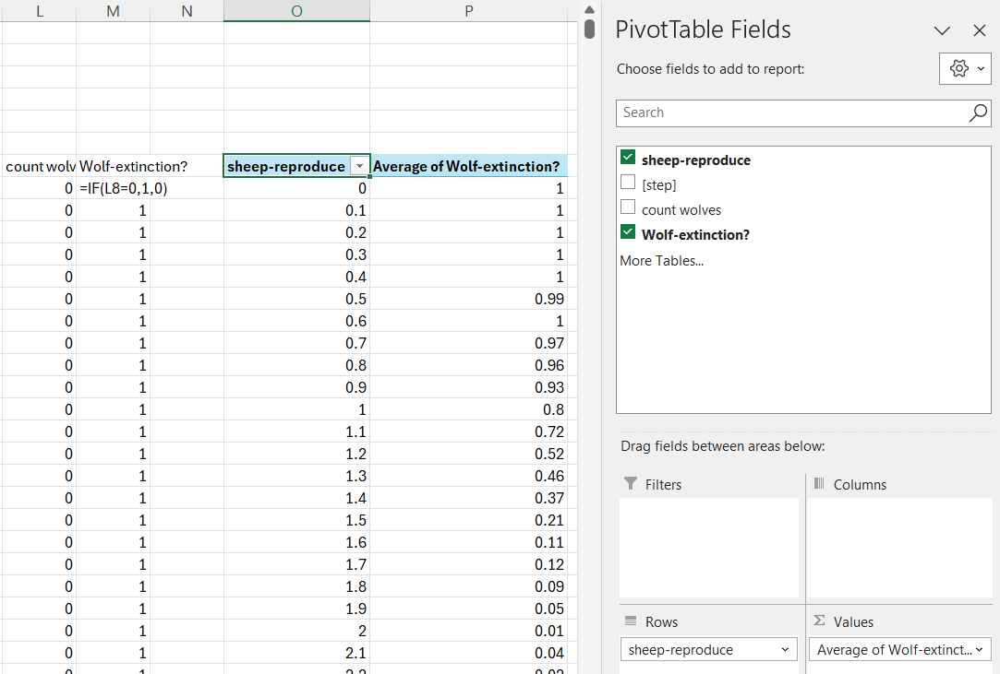 L M N O P
count wolv Wolf-extinction? sheep-reproduce Average of Wolf-extinction?
0 =IF(L8=0,1,0) 0 1
0 1 0.1 1
0 1 0.2 1
0 1 0.3 1
0 1 0.4 1
0 1 0.5 0.99
0 1 0.6 1
0 1 0.7 0.97
0 1 0.8 0.96
0 1 0.9 0.93
0 1 1 0.8
0 1 1.1 0.72
0 1 1.2 0.52
0 1 1.3 0.46
0 1 1.4 0.37
0 1 1.5 0.21
0 1 1.6 0.11
0 1 1.7 0.12
0 1 1.8 0.09
0 1 1.9 0.05
0 1 2 0.01
0 1 2.1 0.04
PivotTable Fields
Choose fields to add to report:
Search
sheep-reproduce
[step]
count wolves
Wolf-extinction?
More Tables...
Drag fields between areas below:
Filters
Columns
Rows
Values
sheep-reproduce
Average of Wolf-extinct...